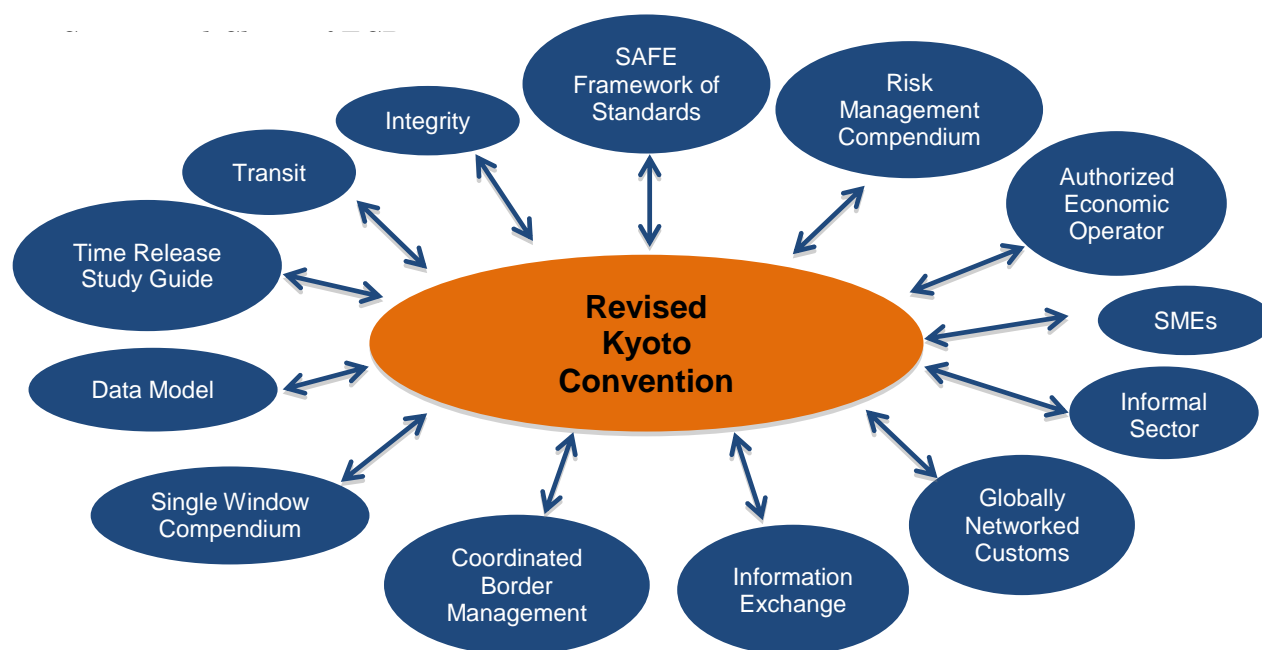 SAFE
Framework of
Standards
Risk
Management
Compendium
Integrity
Transit
Authorized
Economic
Operator
Time Release
Study Guide
Revised
Kyoto
Convention
SMEs
Data Model
Informal
Sector
Single Window
Compendium
Globally
Networked
Customs
Coordinated
Border
Management
Information
Exchange